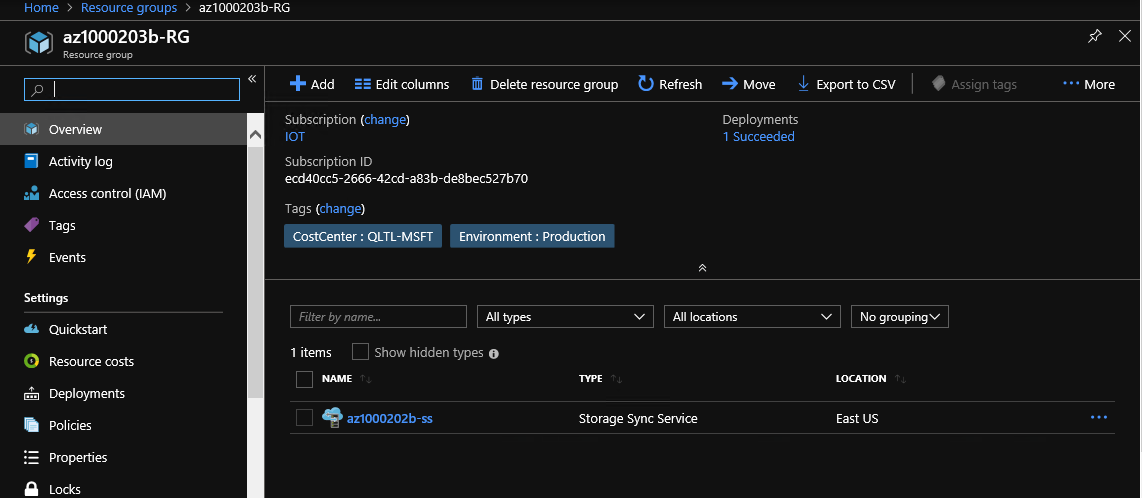 Home > Resource groups > az1000203b-RG
az1000203b-RG
Resource group
Add Edit columns Delete resource group Refresh Move Export to CSV Assign tags ··· More
Overview
Activity log
Access control (IAM)
Tags
Events
Settings
Quickstart
Resource costs
Deployments
Policies
Properties
Locks
Subscription (change)
IOT
Deployments
1 Succeeded
Subscription ID
ecd40cc5-2666-42cd-a83b-de8bec527b70
Tags (change)
CostCenter : QLTL-MSFT Environment : Production
Filter by name... All types All locations No grouping
1 items Show hidden types
NAME TYPE LOCATION
az1000202b-ss Storage Sync Service East US ···